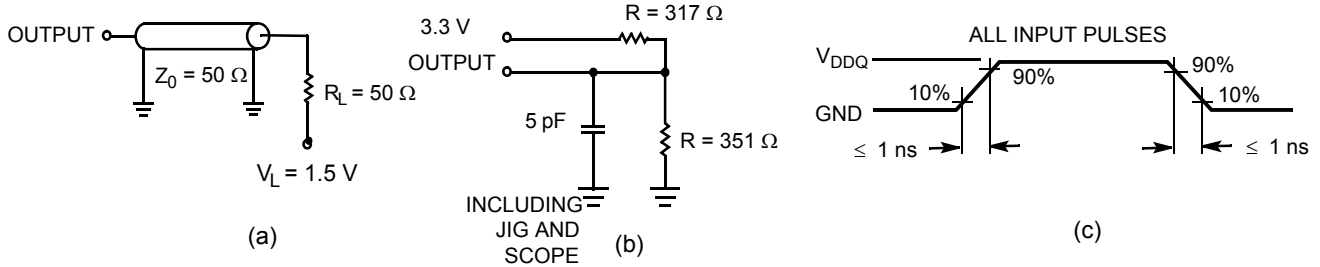 OUTPUT
Z0 = 50 Ω
RL = 50 Ω
VL = 1.5 V
(a)
R = 317 Ω
3.3 V
OUTPUT
5 pF
R = 351 Ω
INCLUDING
JIG AND
SCOPE
(b)
ALL INPUT PULSES
VDDQ
GND
10%
90%
90%
10%
≤ 1 ns
≤ 1 ns
(c)